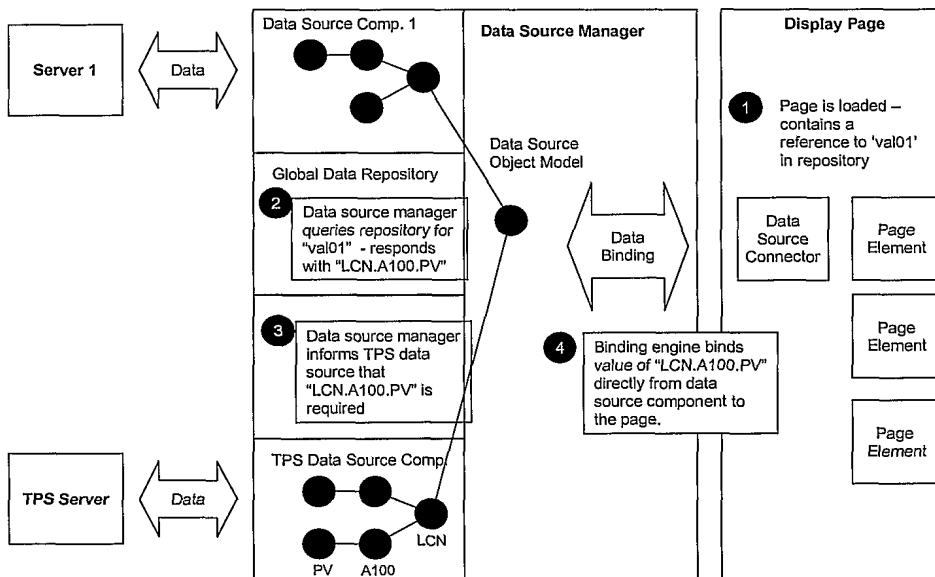 Server 1
Data
Data Source Comp. 1
Data Source Manager
Display Page
1
Page is loaded –
contains a
reference to 'val01'
in repository
Data Source
Object Model
Global Data Repository
2
Data source manager
queries repository for
"val01" - responds
with "LCN.A100.PV"
Data
Binding
Data
Source
Connector
Page
Element
3
Data source manager
informs TPS data
source that
"LCN.A100.PV" is
required
4
Binding engine binds
value of "LCN.A100.PV"
directly from data
source component to
the page.
Page
Element
Page
Element
TPS Server
Data
TPS Data Source Comp.
LCN
PV
A100